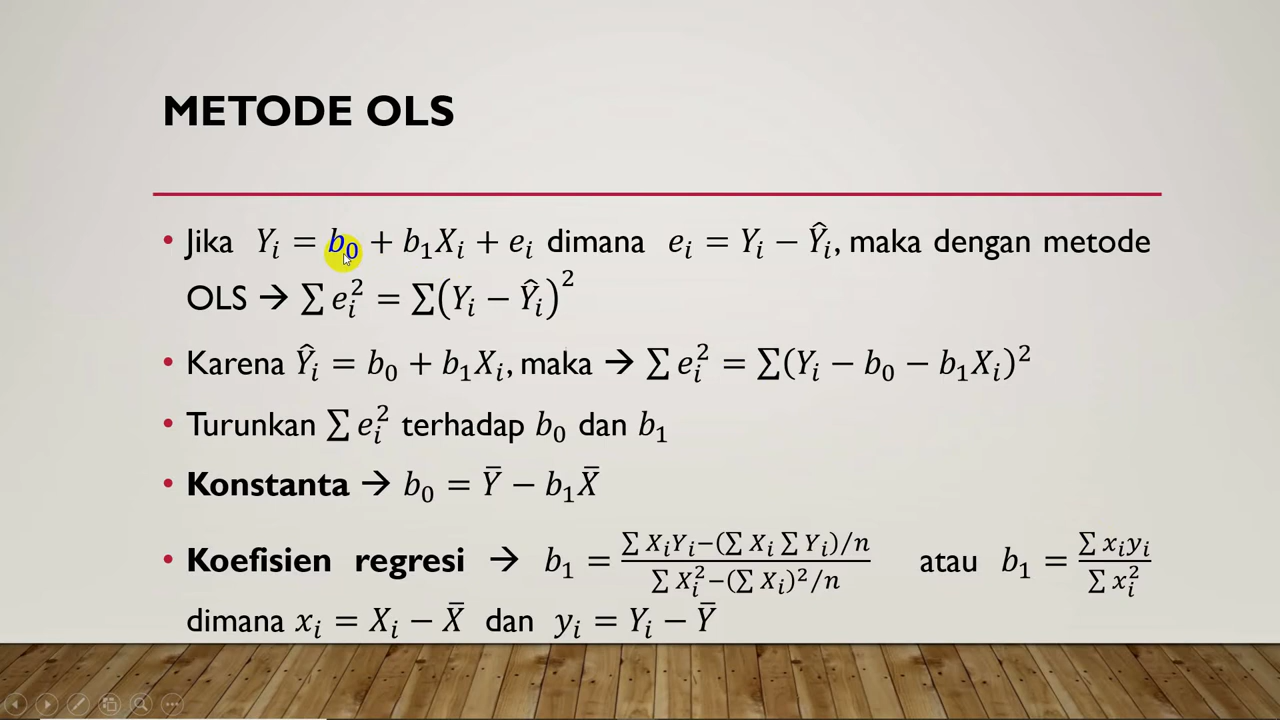 METODE OLS
• Jika Yᵢ = b₀ + b₁Xᵢ + eᵢ dimana eᵢ = Yᵢ − Ŷᵢ, maka dengan metode
OLS → ∑ eᵢ² = ∑(Yᵢ − Ŷᵢ)²
• Karena Ŷᵢ = b₀ + b₁Xᵢ, maka → ∑ eᵢ² = ∑(Yᵢ − b₀ − b₁Xᵢ)²
• Turunkan ∑ eᵢ² terhadap b₀ dan b₁
• Konstanta → b₀ = Ȳ − b₁X̄
• Koefisien regresi → b₁ = (∑ XᵢYᵢ−(∑ Xᵢ ∑ Yᵢ)/n)/(∑ Xᵢ²−(∑ Xᵢ)²/n) atau b₁ = ∑ xᵢyᵢ/∑ xᵢ²
dimana xᵢ = Xᵢ − X̄ dan yᵢ = Yᵢ − Ȳ